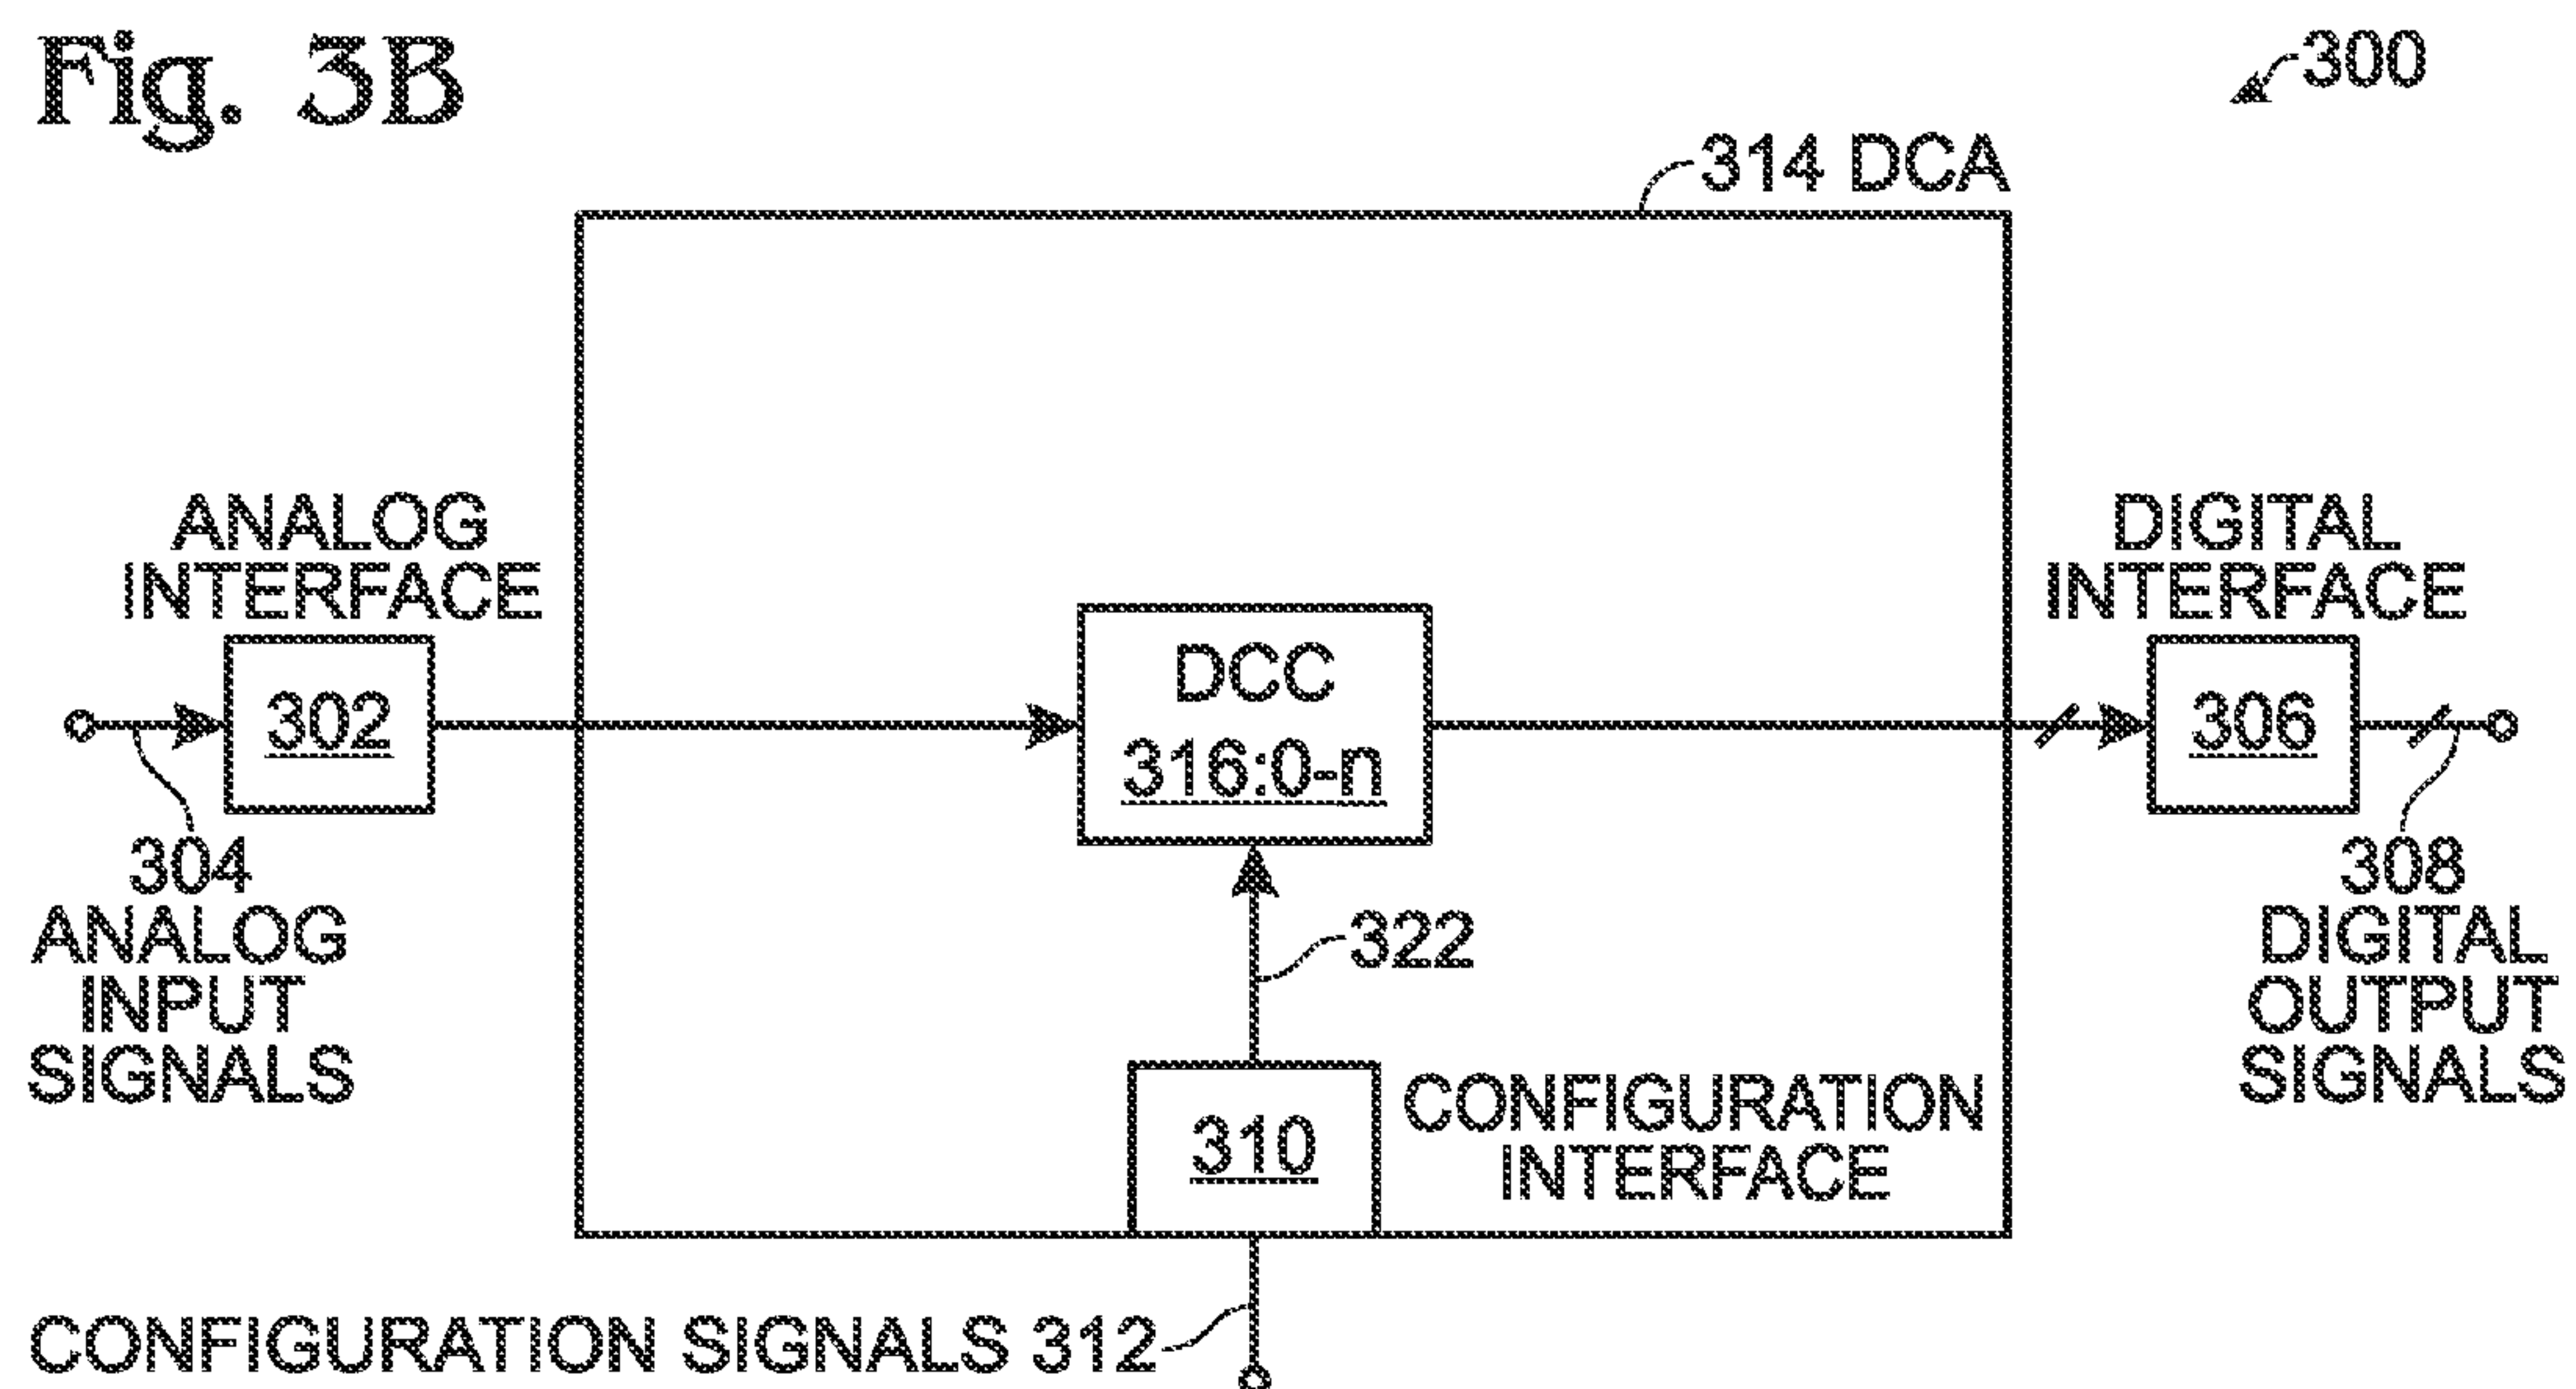 Fig. 3B
300
314 DCA
ANALOG
INTERFACE
302
304
ANALOG
INPUT
SIGNALS
DCC
316:0-n
322
310
CONFIGURATION
INTERFACE
DIGITAL
INTERFACE
306
308
DIGITAL
OUTPUT
SIGNALS
CONFIGURATION SIGNALS 312